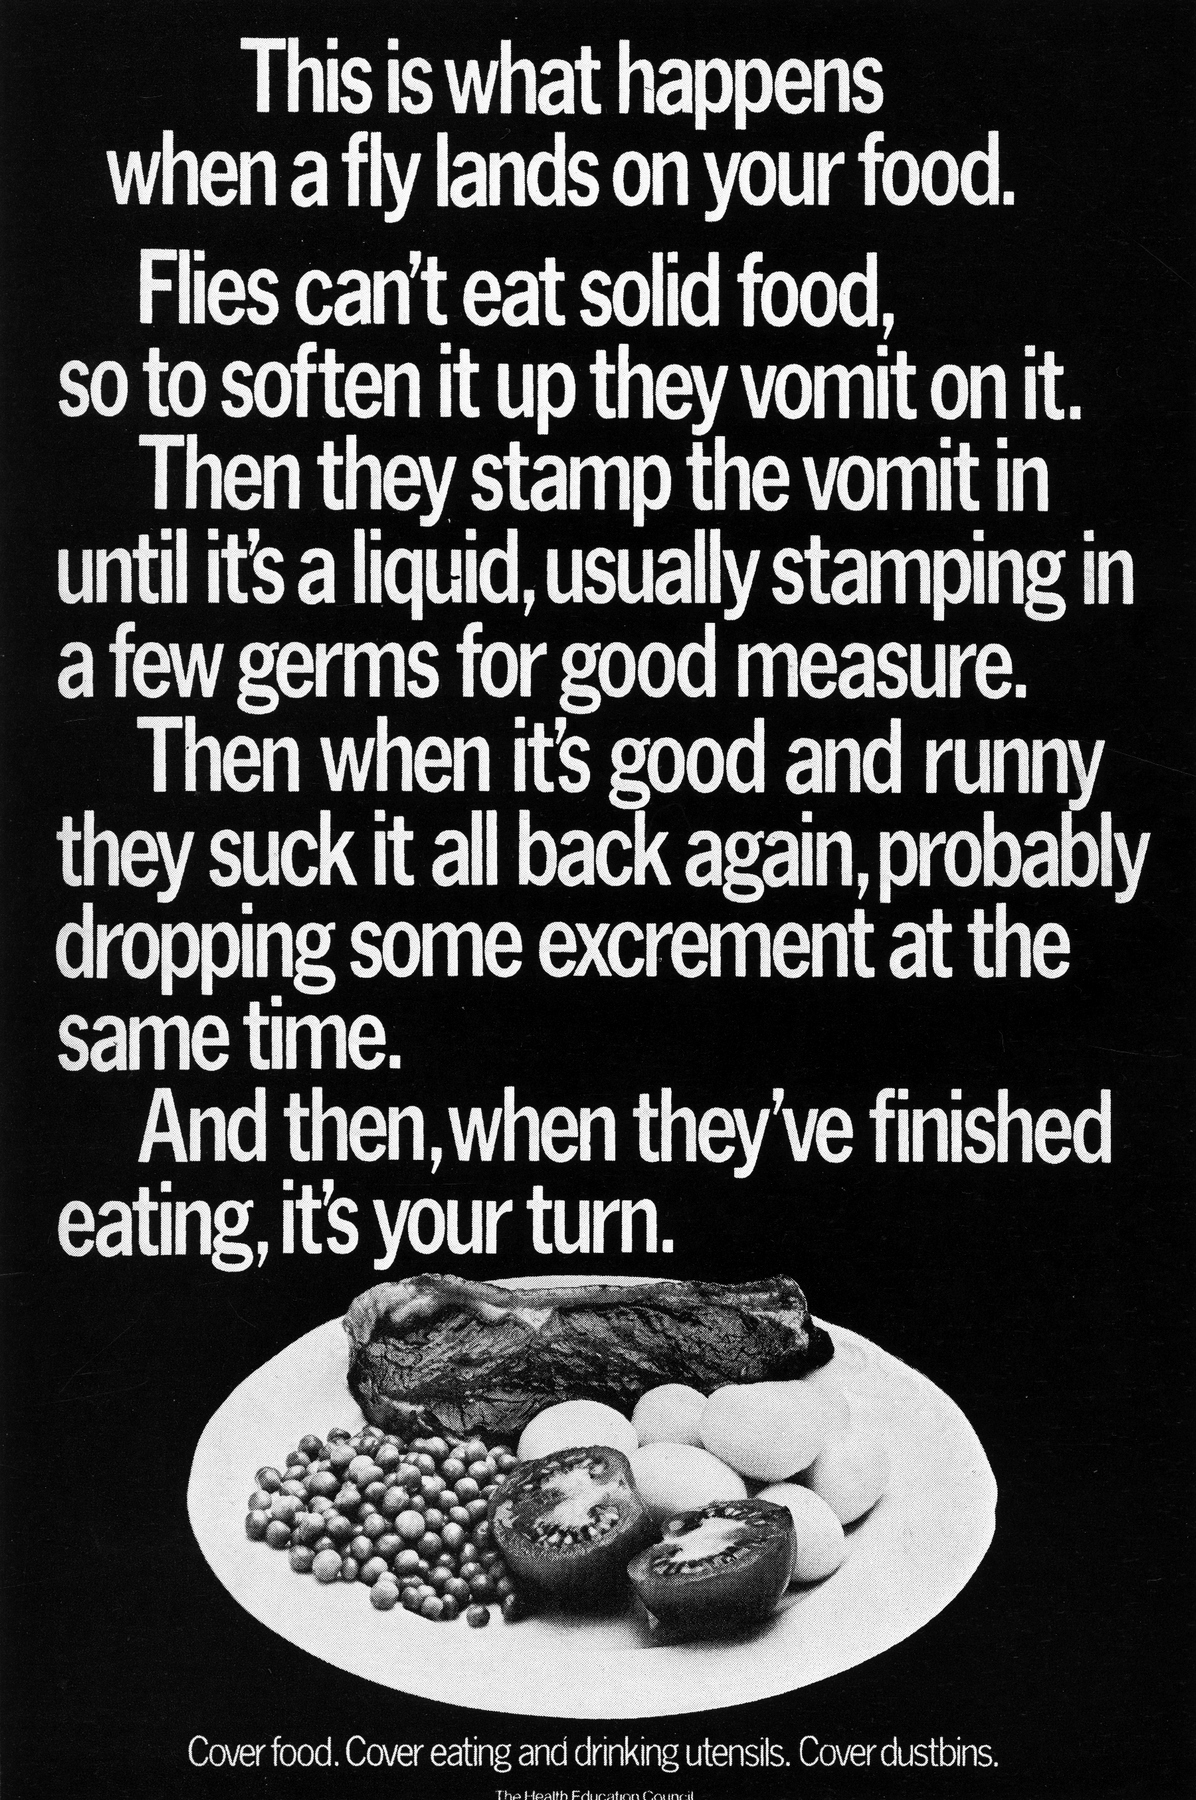 This is what happens
when a fly lands on your food.
Flies can't eat solid food,
so to soften it up they vomit on it.
Then they stamp the vomit in
until it's a liquid, usually stamping in
a few germs for good measure.
Then when it's good and runny
they suck it all back again, probably
dropping some excrement at the
same time.
And then, when they've finished
eating, it's your turn.
Cover food. Cover eating and drinking utensils. Cover dustbins.
The Health Education Council